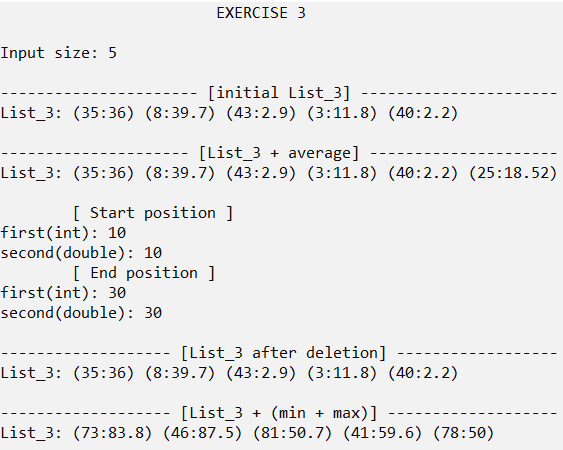 EXERCISE 3
Input size: 5
---------------------- [initial List_3] ----------------------
List_3: (35:36) (8:39.7) (43:2.9) (3:11.8) (40:2.2)
--------------------- [List_3 + average] ---------------------
List_3: (35:36) (8:39.7) (43:2.9) (3:11.8) (40:2.2) (25:18.52)
[ Start position ]
first(int): 10
second(double): 10
[ End position ]
first(int): 30
second(double): 30
------------------- [List_3 after deletion] ------------------
List_3: (35:36) (8:39.7) (43:2.9) (3:11.8) (40:2.2)
------------------- [List_3 + (min + max)] -------------------
List_3: (73:83.8) (46:87.5) (81:50.7) (41:59.6) (78:50)